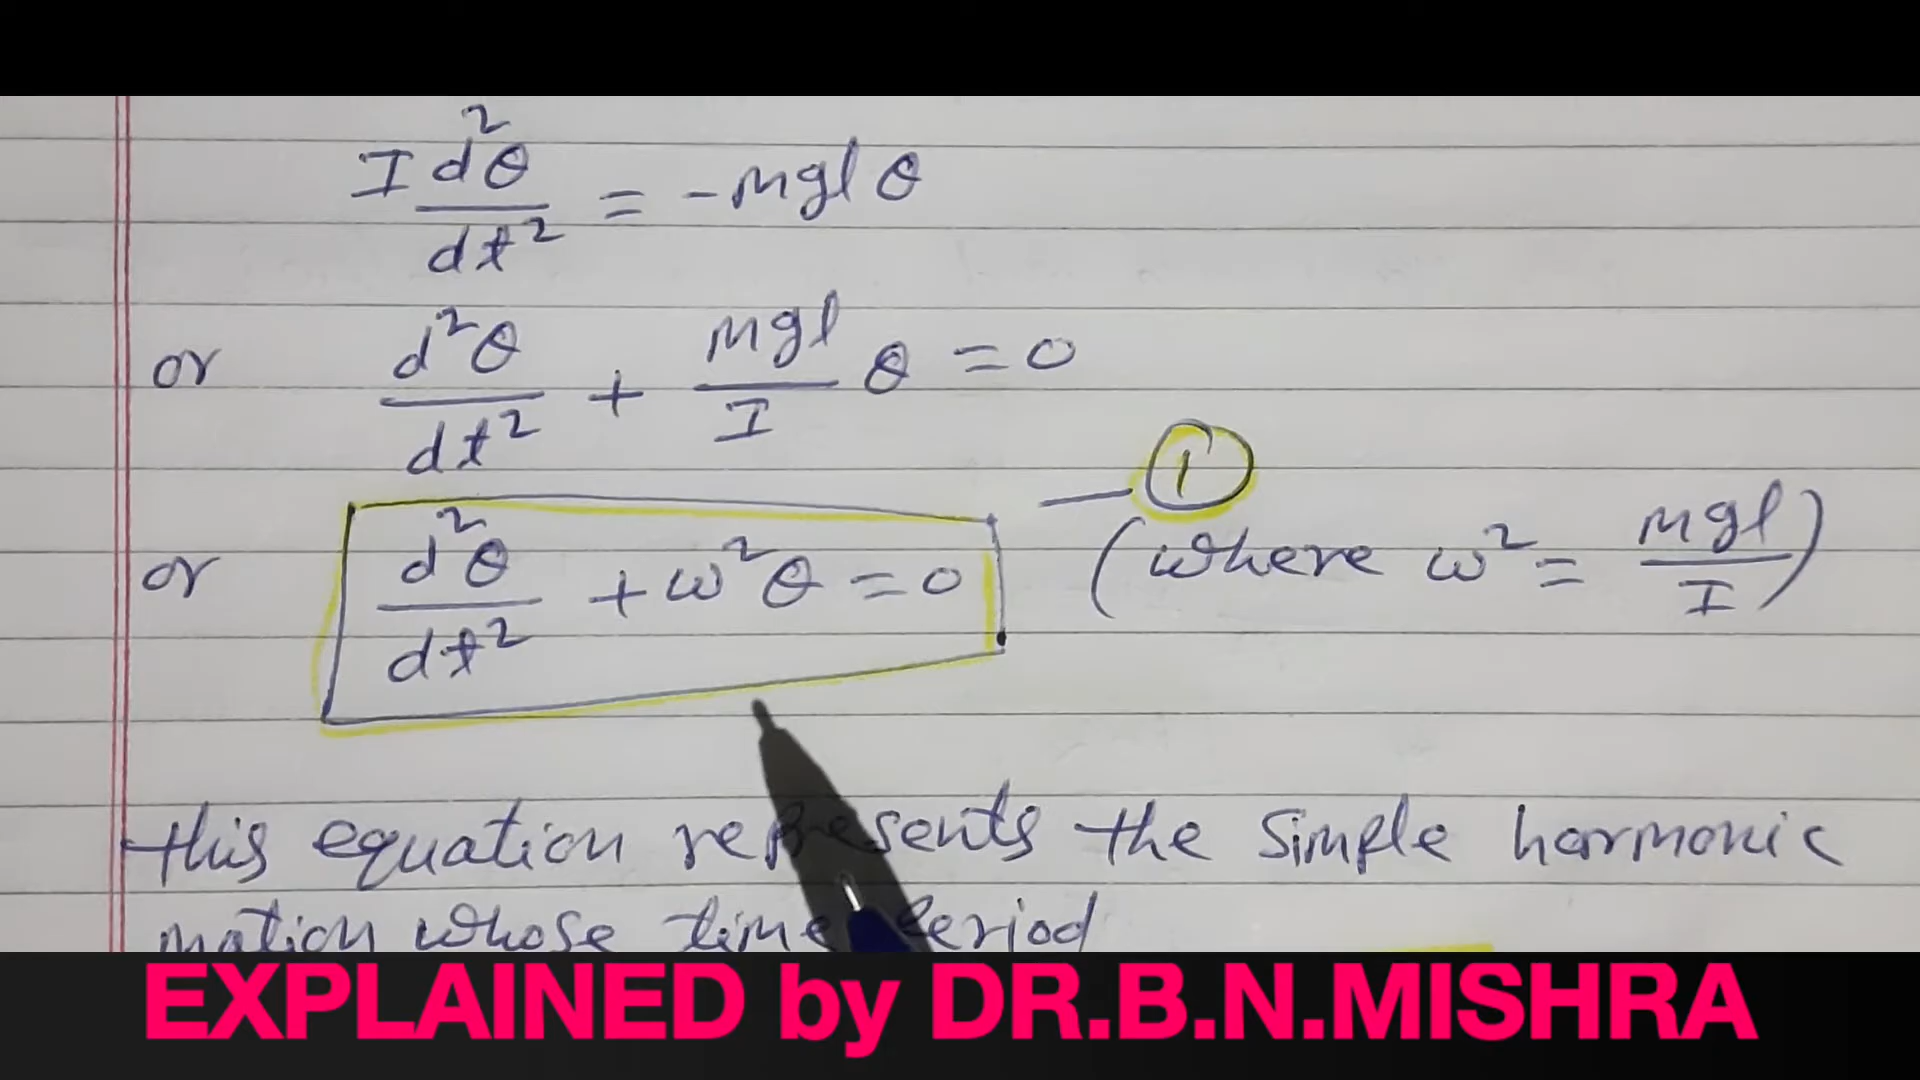 I d²θ/dt² = -mglθ
or d²θ/dt² + mgl/I θ = 0
— ①
or d²θ/dt² + ω²θ = 0 (where ω² = mgl/I)
This equation represents the simple harmonic
motion whose time period
EXPLAINED by DR.B.N.MISHRA